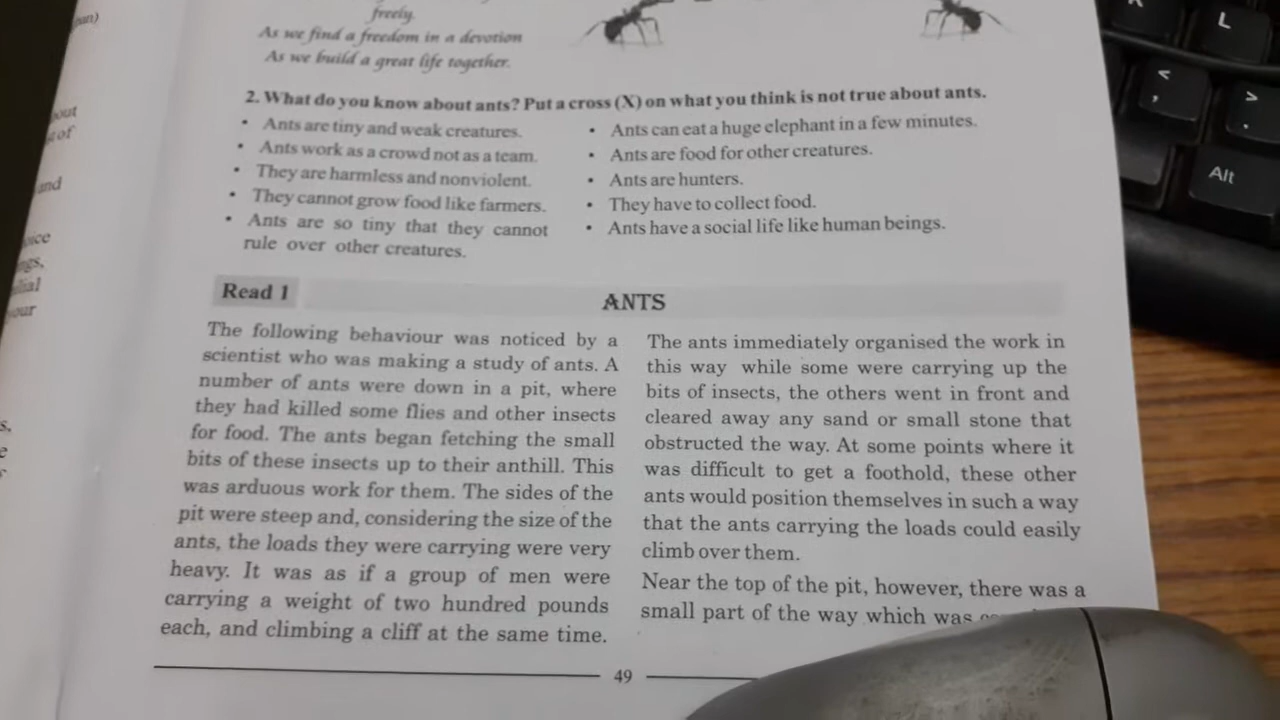 freely.
As we find a freedom in a devotion
As we build a great life together.
2. What do you know about ants? Put a cross (X) on what you think is not true about ants.
• Ants are tiny and weak creatures.
• Ants work as a crowd not as a team.
• They are harmless and nonviolent.
• They cannot grow food like farmers.
• Ants are so tiny that they cannot
rule over other creatures.
• Ants can eat a huge elephant in a few minutes.
• Ants are food for other creatures.
• Ants are hunters.
• They have to collect food.
• Ants have a social life like human beings.
Read 1
ANTS
The following behaviour was noticed by a
scientist who was making a study of ants. A
number of ants were down in a pit, where
they had killed some flies and other insects
for food. The ants began fetching the small
bits of these insects up to their anthill. This
was arduous work for them. The sides of the
pit were steep and, considering the size of the
ants, the loads they were carrying were very
heavy. It was as if a group of men were
carrying a weight of two hundred pounds
each, and climbing a cliff at the same time.
The ants immediately organised the work in
this way while some were carrying up the
bits of insects, the others went in front and
cleared away any sand or small stone that
obstructed the way. At some points where it
was difficult to get a foothold, these other
ants would position themselves in such a way
that the ants carrying the loads could easily
climb over them.
Near the top of the pit, however, there was a
small part of the way which was
49
L
<
,
>
.
Alt